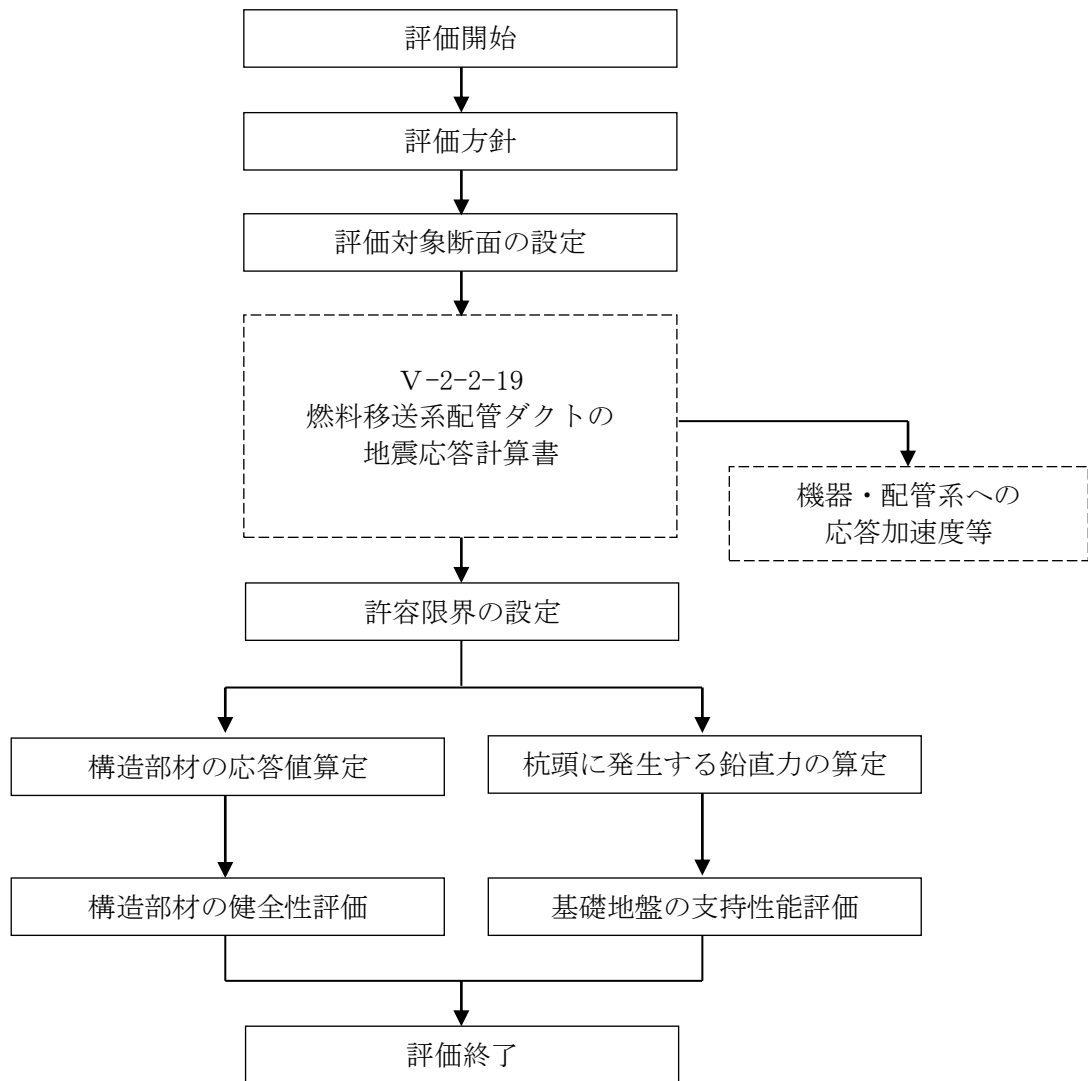 評価開始
評価方針
評価対象断面の設定
Ⅴ-2-2-19
燃料移送系配管ダクトの
地震応答計算書
機器・配管系への
応答加速度等
許容限界の設定
構造部材の応答値算定
杭頭に発生する鉛直力の算定
構造部材の健全性評価
基礎地盤の支持性能評価
評価終了